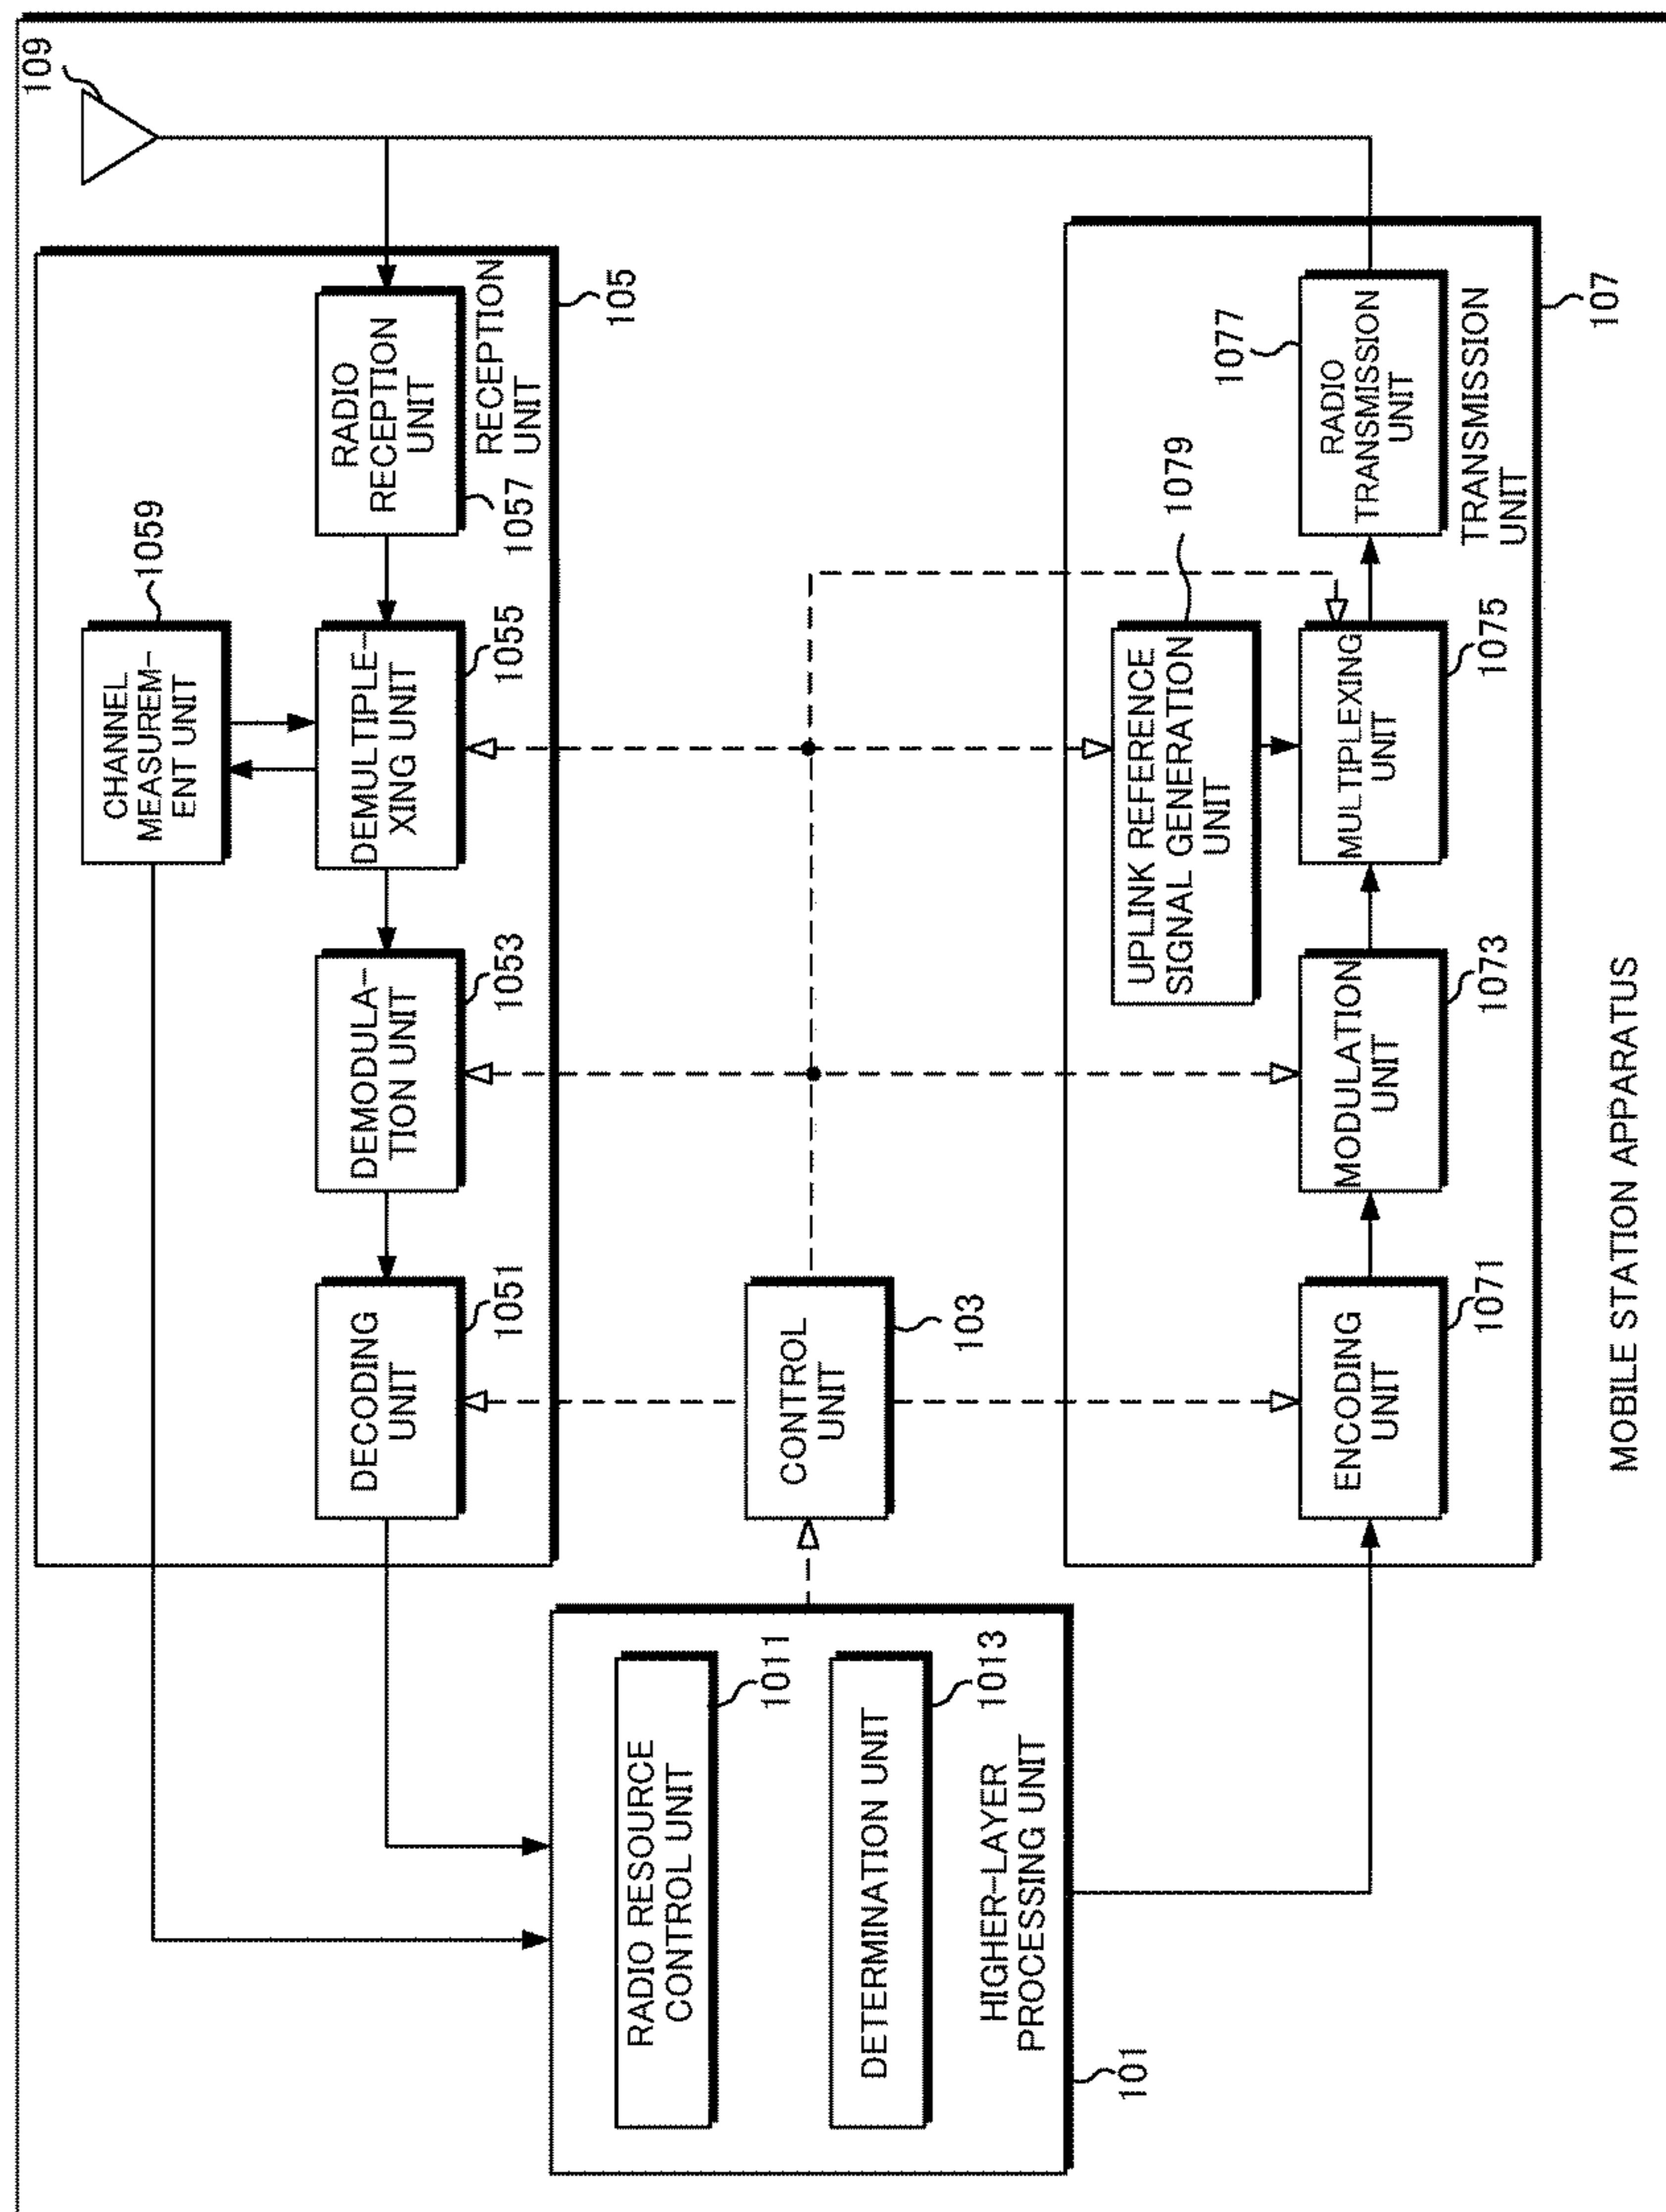 109
RADIO
RECEPTION
UNIT
1057
RECEPTION
UNIT
105
CHANNEL
MEASUREM-
ENT UNIT
1059
DEMULTIPLE-
XING UNIT
1055
DEMODULA-
TION UNIT
1053
DECODING
UNIT
1051
CONTROL
UNIT
103
RADIO RESOURCE
CONTROL UNIT
1011
DETERMINATION UNIT
1013
HIGHER-LAYER
PROCESSING UNIT
101
ENCODING
UNIT
1071
MODULATION
UNIT
1073
UPLINK REFERENCE
SIGNAL GENERATION
UNIT
1079
MULTIPLEXING
UNIT
1075
RADIO
TRANSMISSION
UNIT
1077
TRANSMISSION
UNIT
107
MOBILE STATION APPARATUS